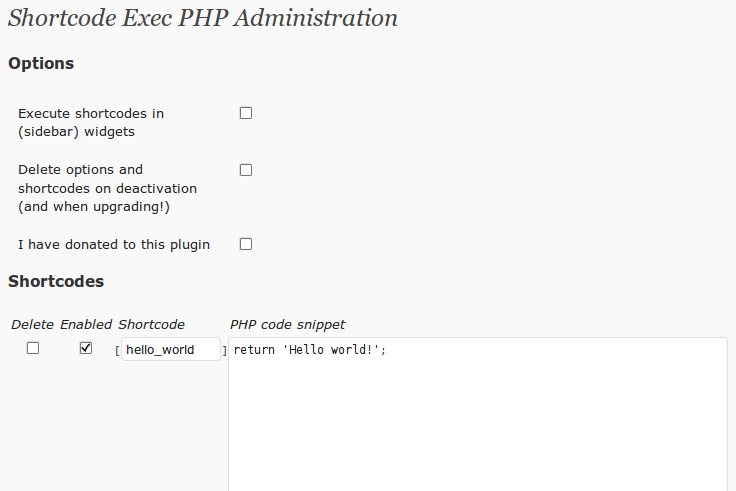 Shortcode Exec PHP Administration
Options
Execute shortcodes in
(sidebar) widgets
Delete options and
shortcodes on deactivation
(and when upgrading!)
I have donated to this plugin
Shortcodes
Delete Enabled Shortcode PHP code snippet
[ hello_world ] return 'Hello world!';